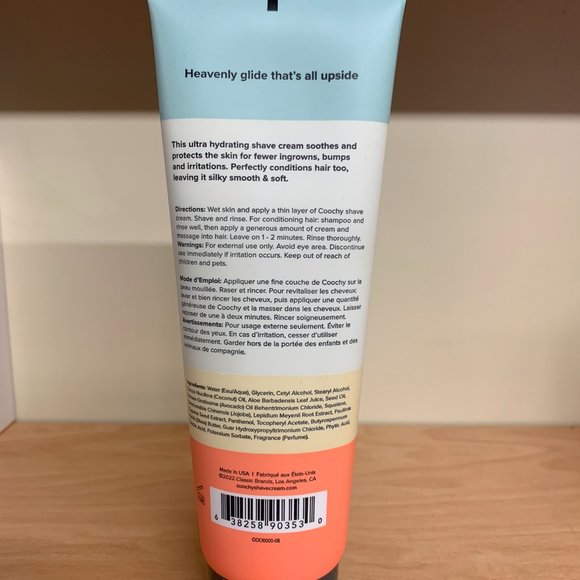 Heavenly glide that's all upside
This ultra hydrating shave cream soothes and
protects the skin for fewer ingrowns, bumps
and irritations. Perfectly conditions hair too,
leaving it silky smooth & soft.
Directions: Wet skin and apply a thin layer of Coochy shave
cream. Shave and rinse. For conditioning hair: shampoo and
rinse well, then apply a generous amount of cream and
massage into hair. Leave on 1 - 2 minutes. Rinse thoroughly.
Warnings: For external use only. Avoid eye area. Discontinue
use immediately if irritation occurs. Keep out of reach of
children and pets.
Mode d'Emploi: Appliquer une fine couche de Coochy sur la
peau mouillée. Raser et rincer. Pour revitaliser les cheveux:
laver et bien rincer les cheveux, puis appliquer une quantité
généreuse de Coochy et la masser dans les cheveux. Laisser
reposer de une à deux minutes. Rincer soigneusement.
Avertissements: Pour usage externe seulement. Éviter le
contour des yeux. En cas d'irritation, cesser d'utiliser
immédiatement. Garder hors de la portée des enfants et des
animaux de compagnie.
Ingredients: Water (Eau/Aqua), Glycerin, Cetyl Alcohol, Stearyl Alcohol,
Nucifera (Coconut) Oil, Aloe Barbadensis Leaf Juice, Seed Oil,
Gratissima (Avocado) Oil Behentrimonium Chloride, Squalane,
Chinensis (Jojoba), Lepidium Meyenii Root Extract, Paullinia
Seed Extract, Panthenol, Tocopheryl Acetate, Butyrospermum
Butter, Guar Hydroxypropyltrimonium Chloride, Phytic Acid,
Potassium Sorbate, Fragrance (Perfume).
Made in USA | Fabriqué aux États-Unis
©2022 Classic Brands, Los Angeles, CA
coochyshavecream.com
6 38258 90353 0
COO6000-08